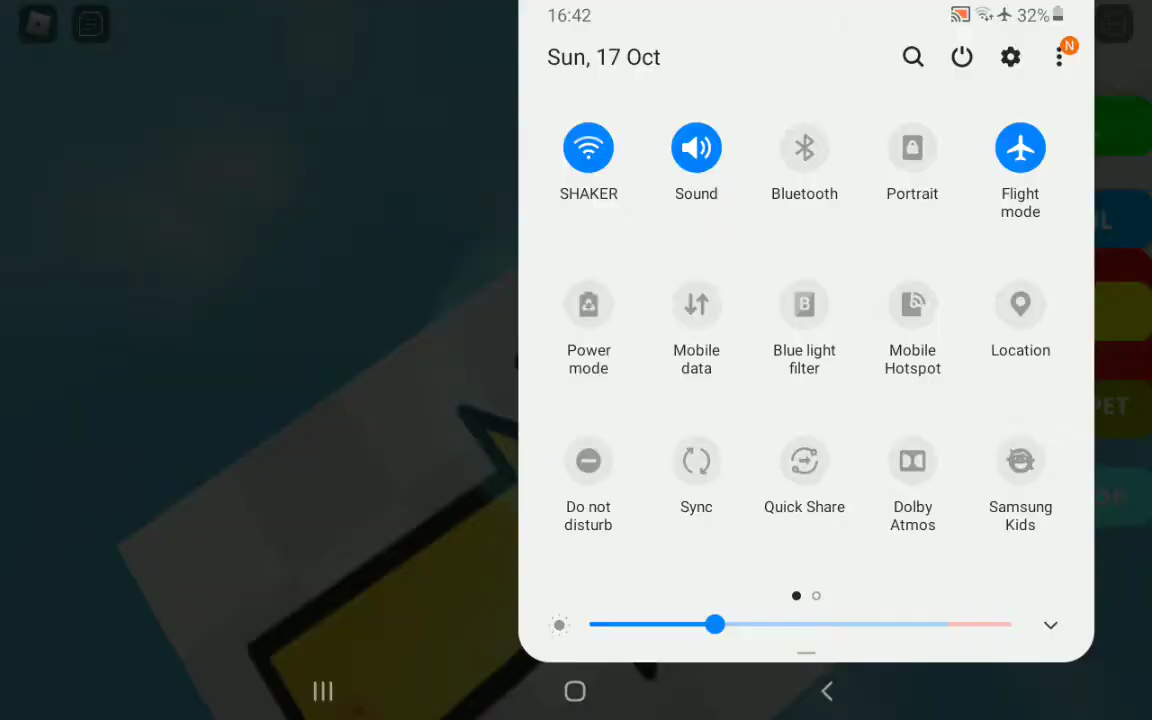 16:42
32%
Sun, 17 Oct
N
SHAKER
Sound
Bluetooth
Portrait
Flight
mode
Power
mode
Mobile
data
Blue light
filter
Mobile
Hotspot
Location
Do not
disturb
Sync
Quick Share
Dolby
Atmos
Samsung
Kids
B
PET